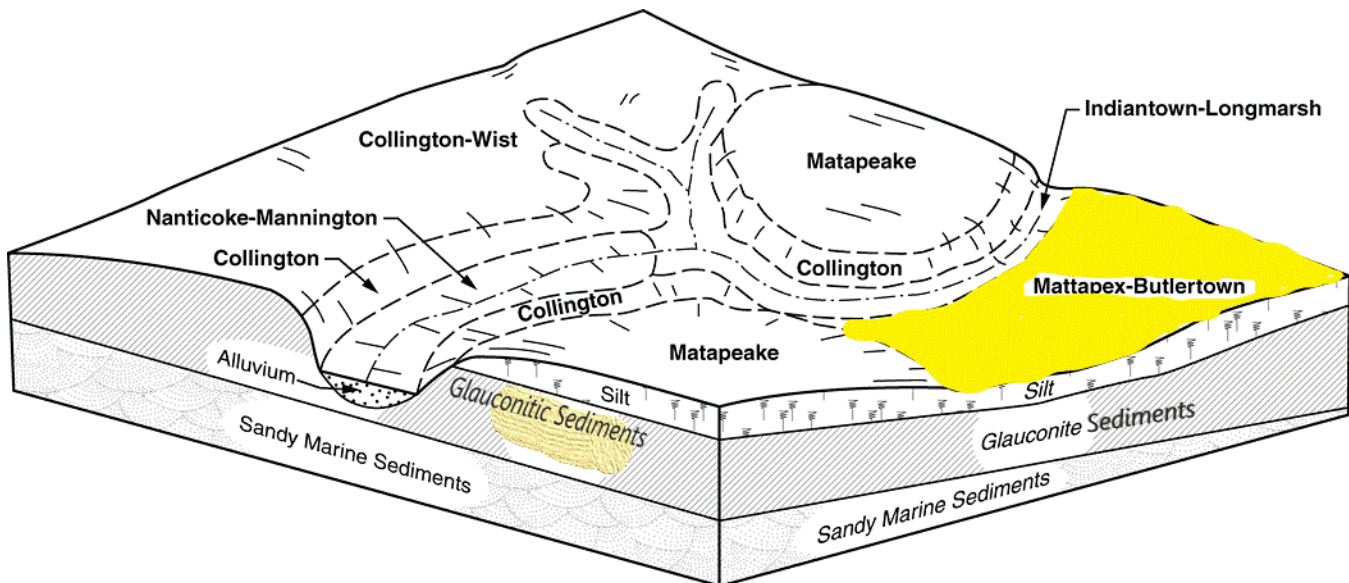 Indiantown-Longmarsh
Collington-Wist
Matapeake
Nanticoke-Mannington
Collington
Collington
Mattapex-Butlertown
Collington
Matapeake
Alluvium
Silt
Silt
Glauconitic Sediments
Glauconite Sediments
Sandy Marine
Sediments
Sandy Marine Sediments